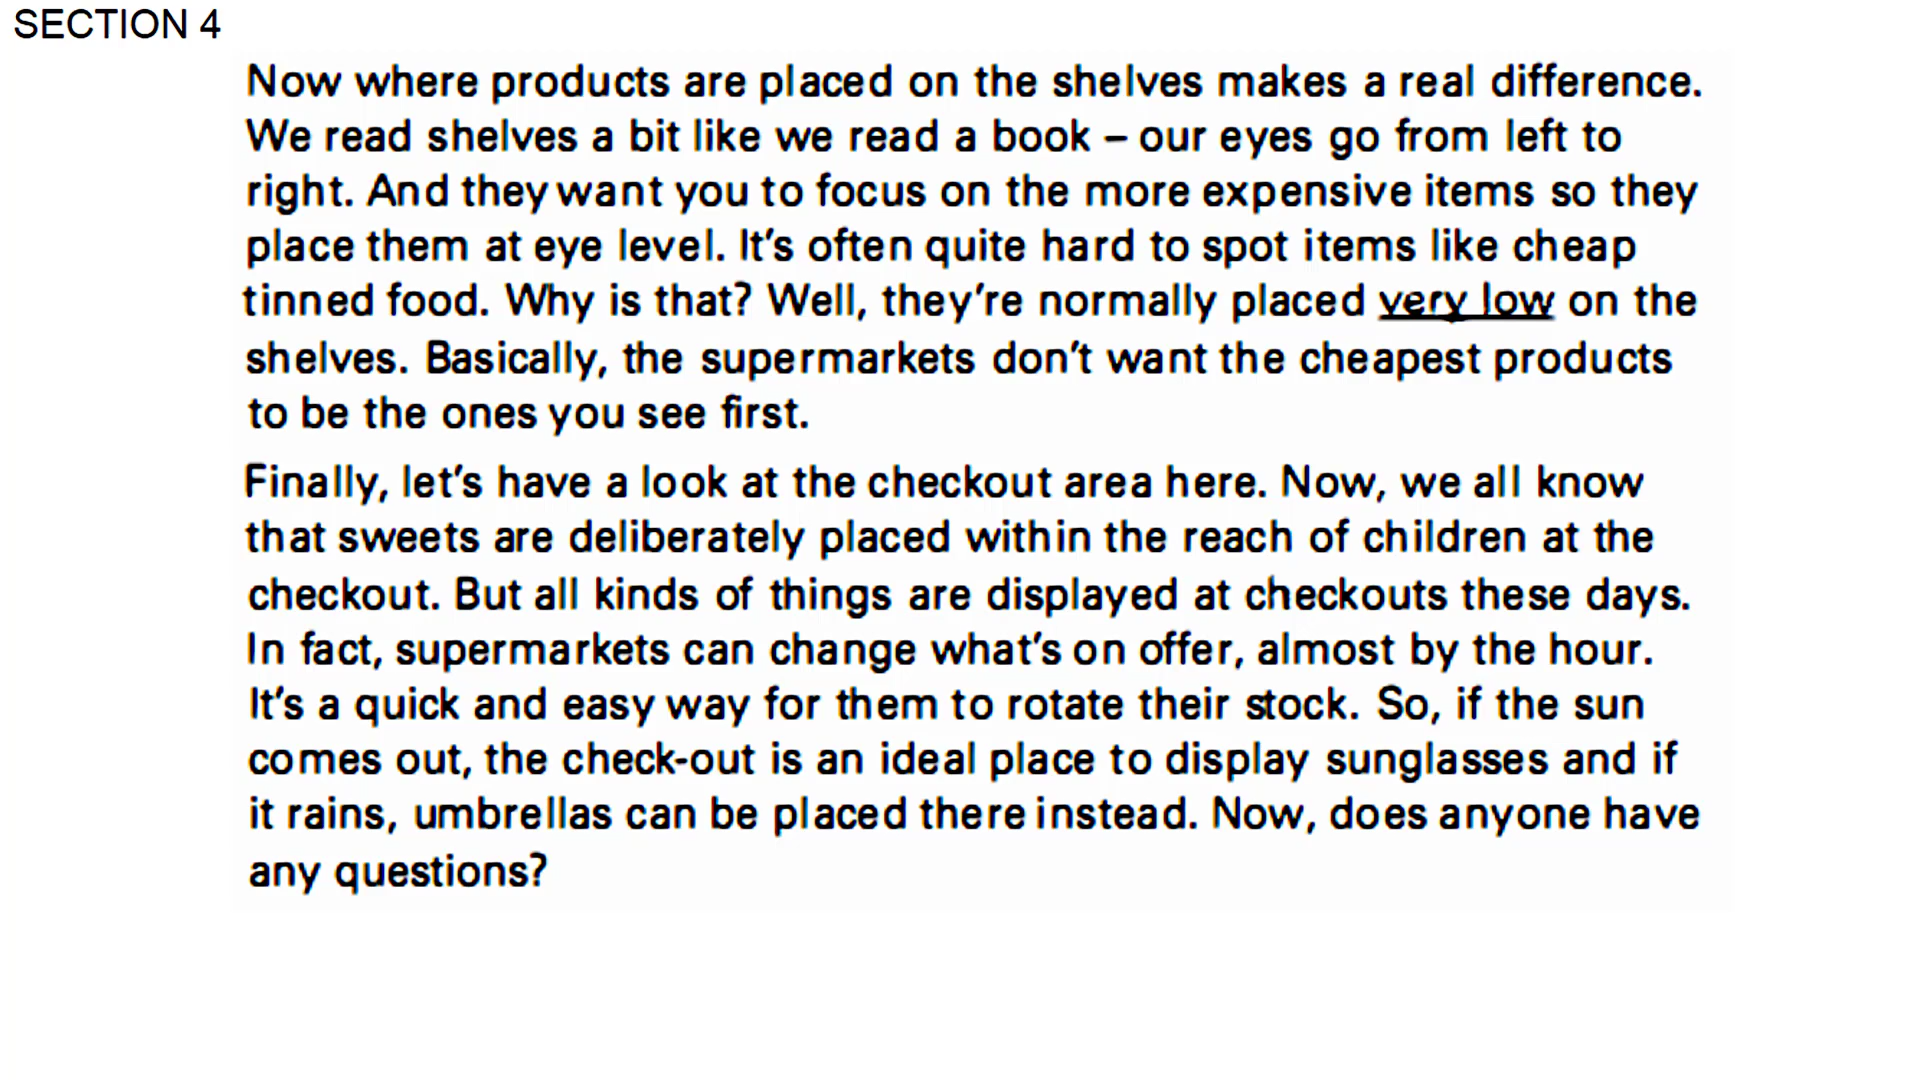 SECTION 4
Now where products are placed on the shelves makes a real difference.
We read shelves a bit like we read a book – our eyes go from left to
right. And they want you to focus on the more expensive items so they
place them at eye level. It's often quite hard to spot items like cheap
tinned food. Why is that? Well, they're normally placed very low on the
shelves. Basically, the supermarkets don't want the cheapest products
to be the ones you see first.
Finally, let's have a look at the checkout area here. Now, we all know
that sweets are deliberately placed within the reach of children at the
checkout. But all kinds of things are displayed at checkouts these days.
In fact, supermarkets can change what's on offer, almost by the hour.
It's a quick and easy way for them to rotate their stock. So, if the sun
comes out, the check-out is an ideal place to display sunglasses and if
it rains, umbrellas can be placed there instead. Now, does anyone have
any questions?